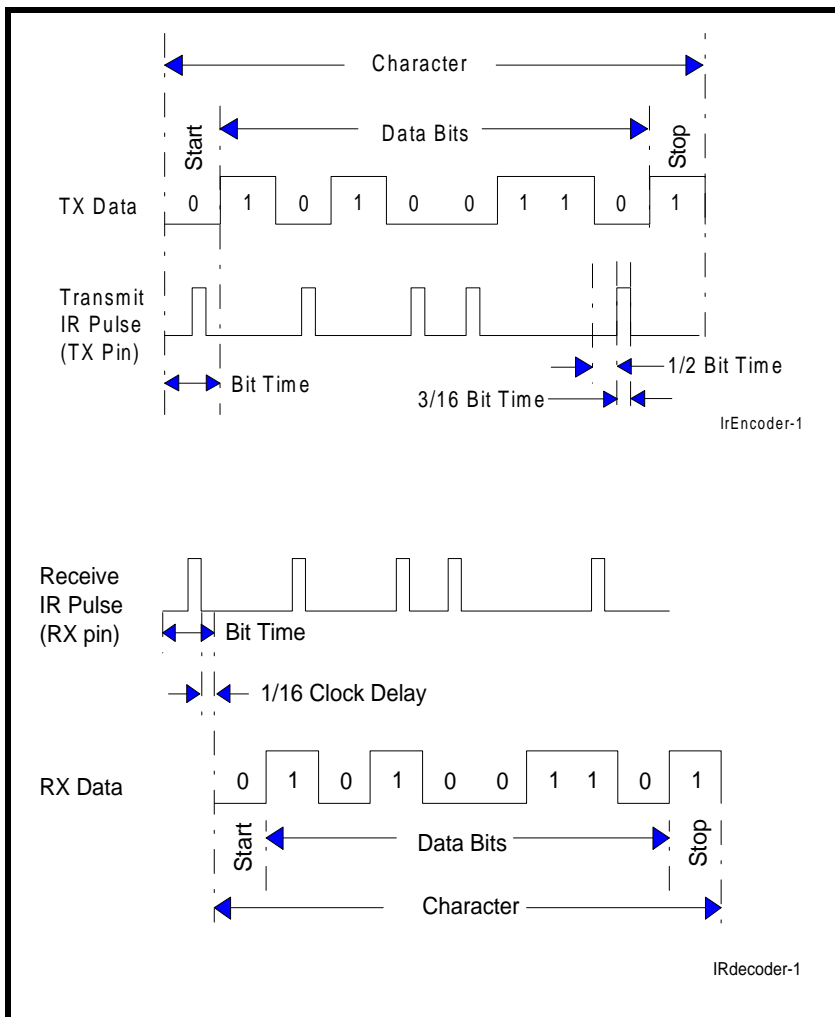 Character
Start
Data Bits
Stop
TX Data
0 1 0 1 0 0 1 1 0 1
Transmit
IR Pulse
(TX Pin)
Bit Time
1/2 Bit Time
3/16 Bit Time
IrEncoder-1
Receive
IR Pulse
(RX pin)
Bit Time
1/16 Clock Delay
RX Data
0 1 0 1 0 0 1 1 0 1
Start
Data Bits
Stop
Character
IRdecoder-1